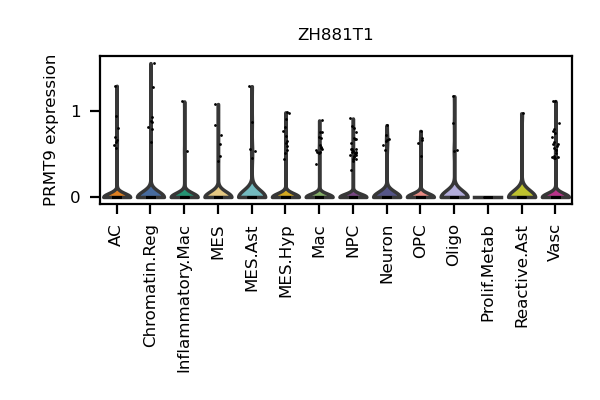 ZH881T1
PRMT9 expression
1
0
AC
Chromatin.Reg
Inflammatory.Mac
MES
MES.Ast
MES.Hyp
Mac
NPC
Neuron
OPC
Oligo
Prolif.Metab
Reactive.Ast
Vasc